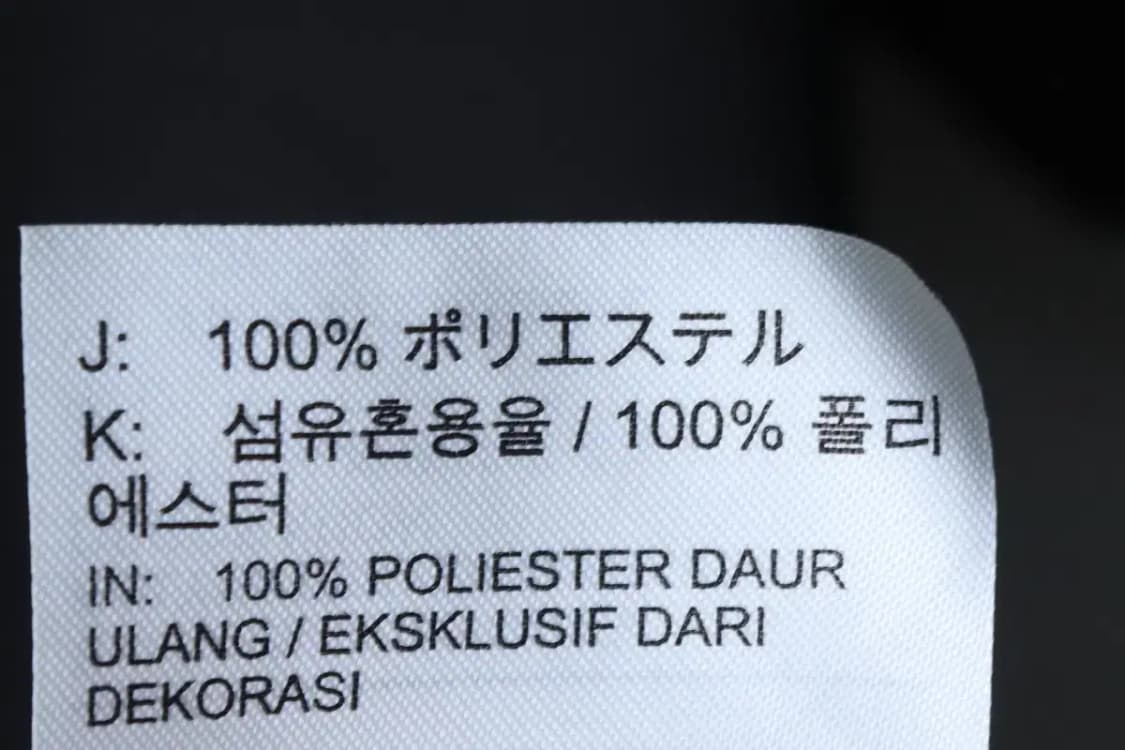 J: 100% ポリエステル
K: 섬유혼용율 / 100% 폴리
에스터
IN: 100% POLIESTER DAUR
ULANG / EKSKLUSIF DARI
DEKORASI